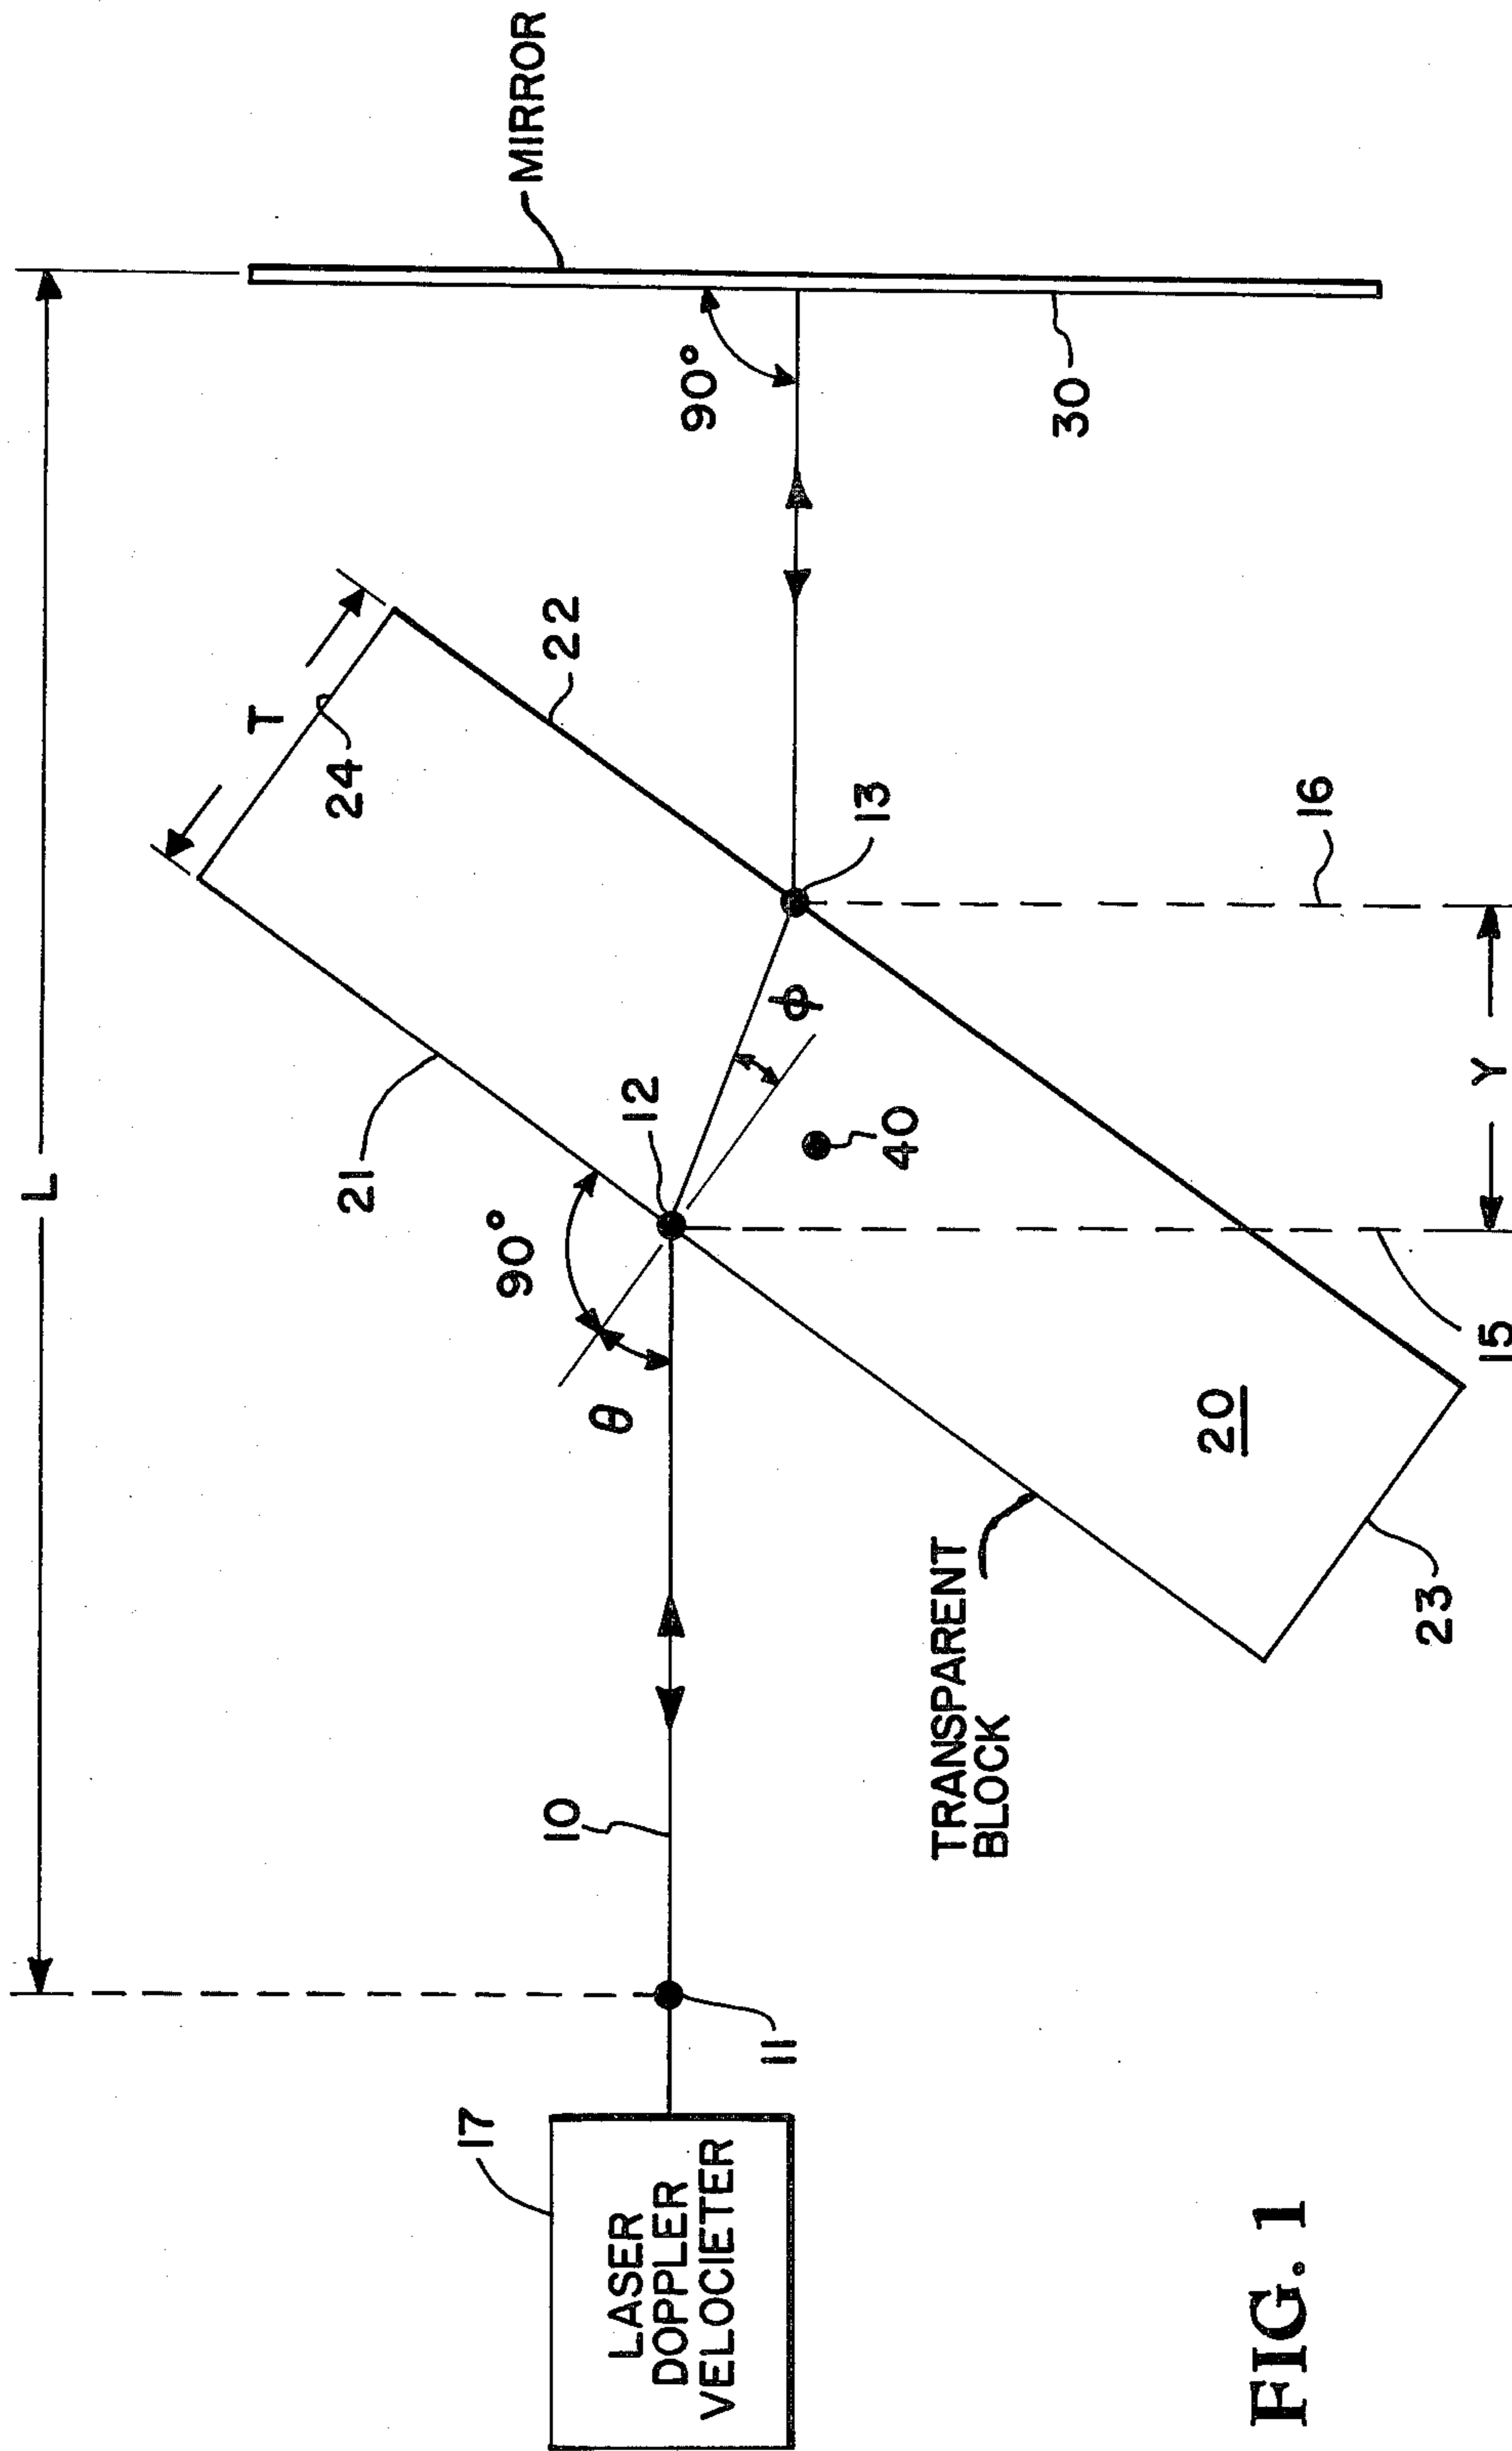 L
MIRROR
T
24
22
21
90°
30
90°
12
13
θ
ϕ
40
16
10
Y
17
11
LASER
DOPPLER
VELOCIETER
TRANSPARENT
BLOCK
20
15
23
FIG. 1